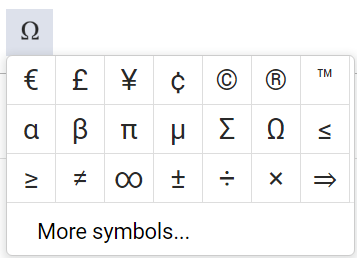 Ω
€ £ ¥ ¢ © ® ™
α β π μ Σ Ω ≤
≥ ≠ ∞ ± ÷ × ⇒
More symbols...